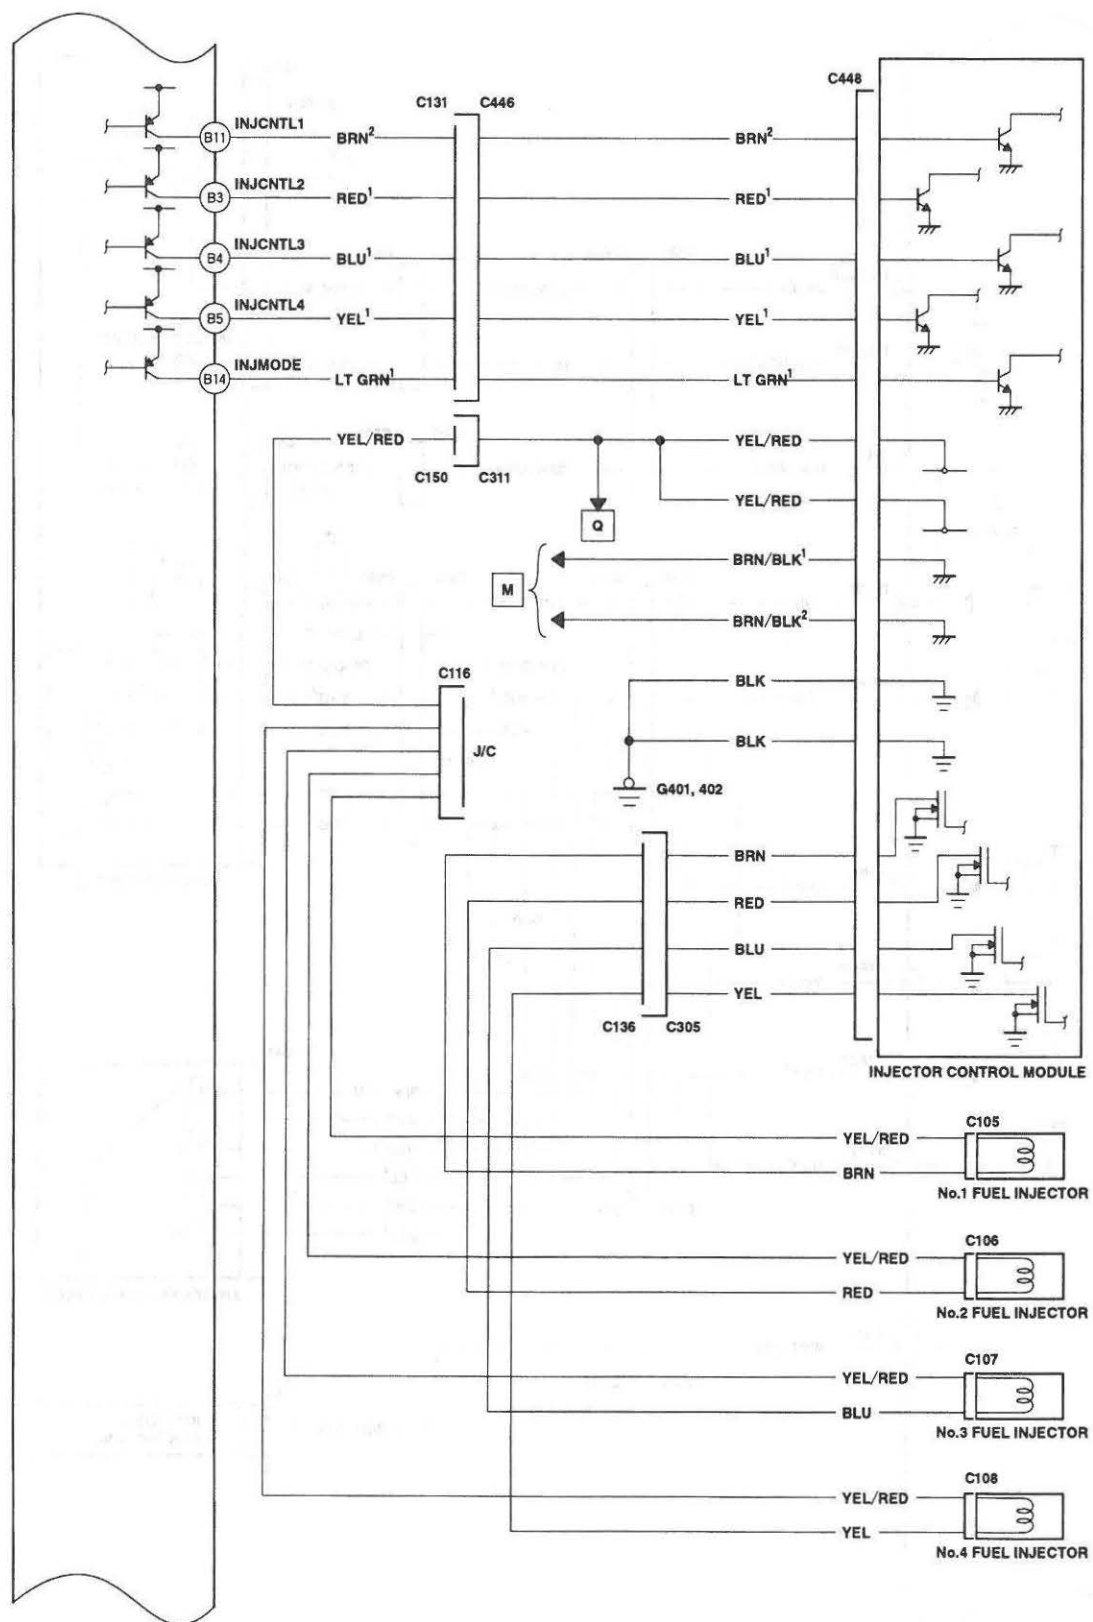 C448
C131 C446
B11 INJCNTL1 BRN² BRN²
B3 INJCNTL2 RED¹ RED¹
B4 INJCNTL3 BLU¹ BLU¹
B5 INJCNTL4 YEL¹ YEL¹
B14 INJMODE LT GRN¹ LT GRN¹
YEL/RED YEL/RED
C150 C311
YEL/RED
Q
BRN/BLK¹
M
BRN/BLK²
C116
BLK
J/C BLK
G401, 402
BRN
RED
BLU
YEL
C136 C305
INJECTOR CONTROL MODULE
C105
YEL/RED
BRN
No.1 FUEL INJECTOR
C106
YEL/RED
RED
No.2 FUEL INJECTOR
C107
YEL/RED
BLU
No.3 FUEL INJECTOR
C108
YEL/RED
YEL
No.4 FUEL INJECTOR